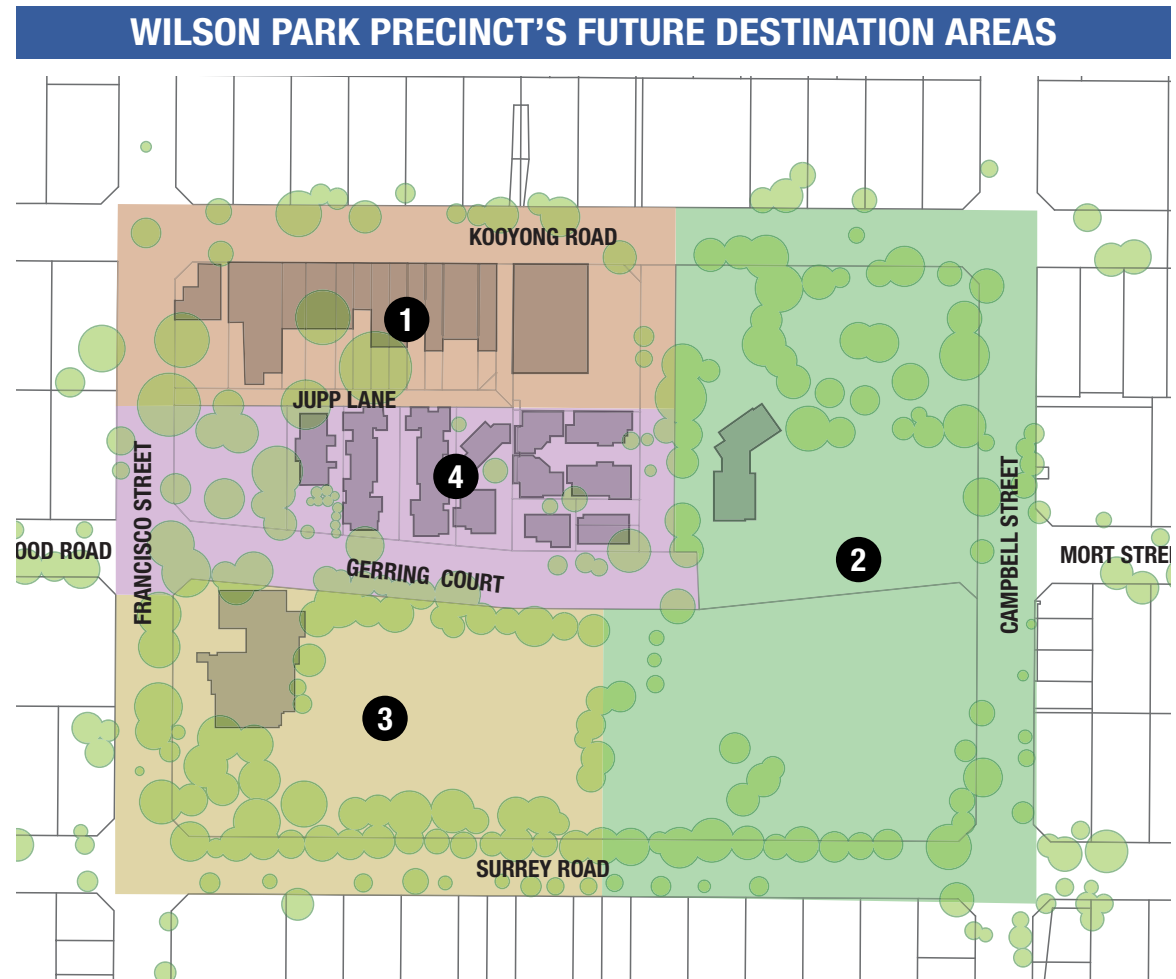 WILSON PARK PRECINCT'S FUTURE DESTINATION AREAS
KOOYONG ROAD
1
JUPP LANE
4
FRANCISCO STREET
OOD ROAD
GERRING COURT
2
CAMPBELL STREET
MORT STREE
3
SURREY ROAD